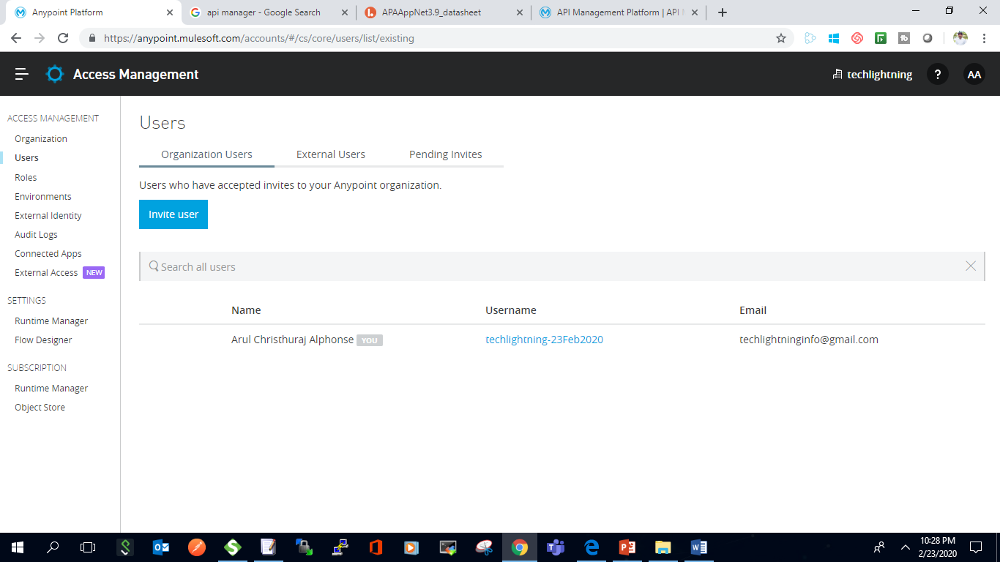 Anypoint Platform
api manager - Google Search
APAAppNet3.9_datasheet
API Management Platform | API
https://anypoint.mulesoft.com/accounts/#/cs/core/users/list/existing
Access Management
techlightning
?
AA
ACCESS MANAGEMENT
Organization
Users
Roles
Environments
External Identity
Audit Logs
Connected Apps
External Access NEW
SETTINGS
Runtime Manager
Flow Designer
SUBSCRIPTION
Runtime Manager
Object Store
Users
Organization Users External Users Pending Invites
Users who have accepted invites to your Anypoint organization.
Invite user
Search all users
Name Username Email
Arul Christhuraj Alphonse YOU techlightning-23Feb2020 techlightninginfo@gmail.com
10:28 PM
2/23/2020